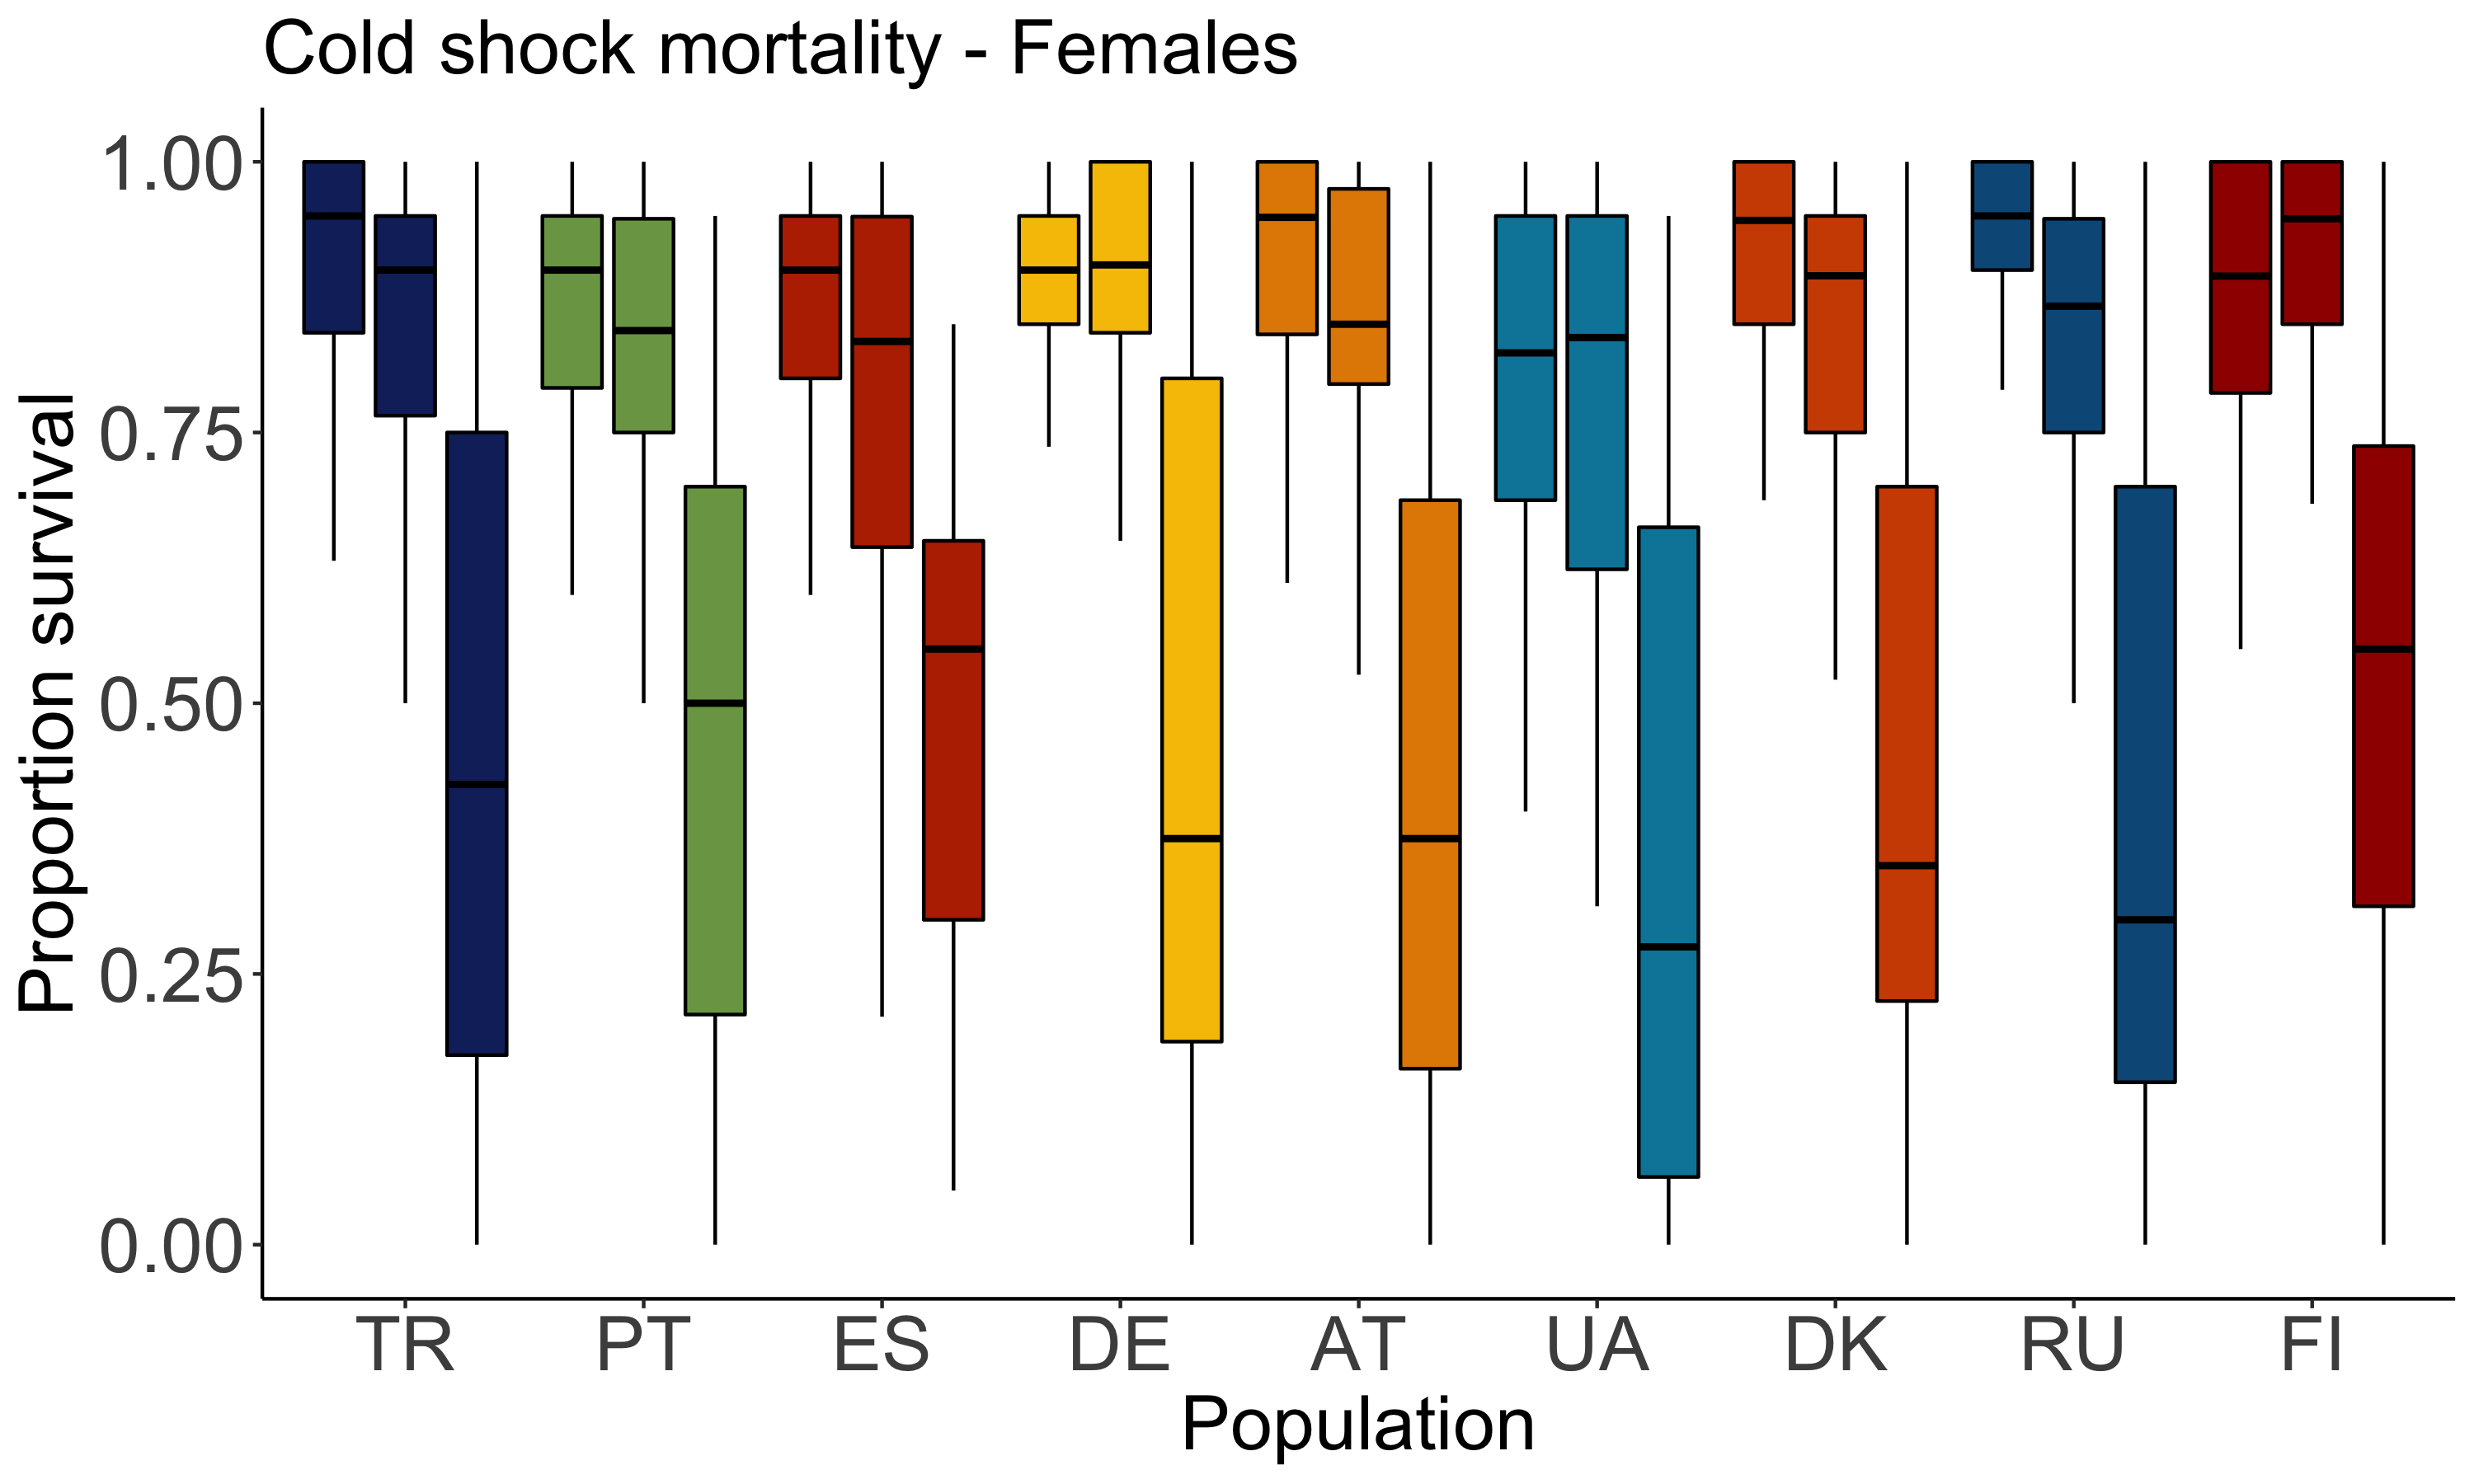 Cold shock mortality - Females
Proportion survival
1.00
0.75
0.50
0.25
0.00
TR PT ES DE AT UA DK RU FI
Population